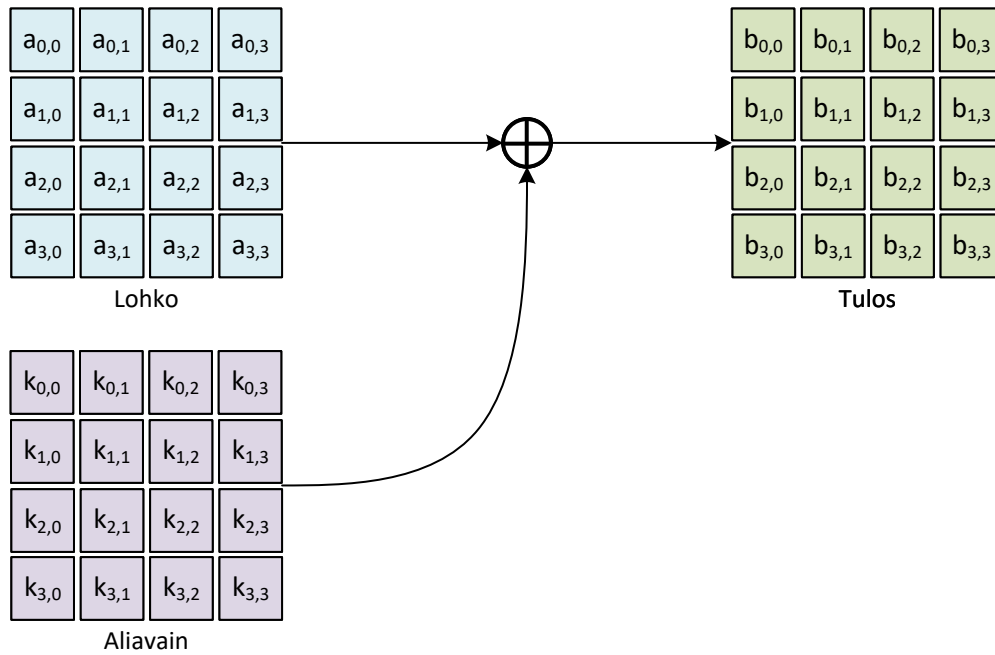 a0,0 a0,1 a0,2 a0,3
a1,0 a1,1 a1,2 a1,3
a2,0 a2,1 a2,2 a2,3
a3,0 a3,1 a3,2 a3,3
Lohko
b0,0 b0,1 b0,2 b0,3
b1,0 b1,1 b1,2 b1,3
b2,0 b2,1 b2,2 b2,3
b3,0 b3,1 b3,2 b3,3
Tulos
k0,0 k0,1 k0,2 k0,3
k1,0 k1,1 k1,2 k1,3
k2,0 k2,1 k2,2 k2,3
k3,0 k3,1 k3,2 k3,3
Aliavain